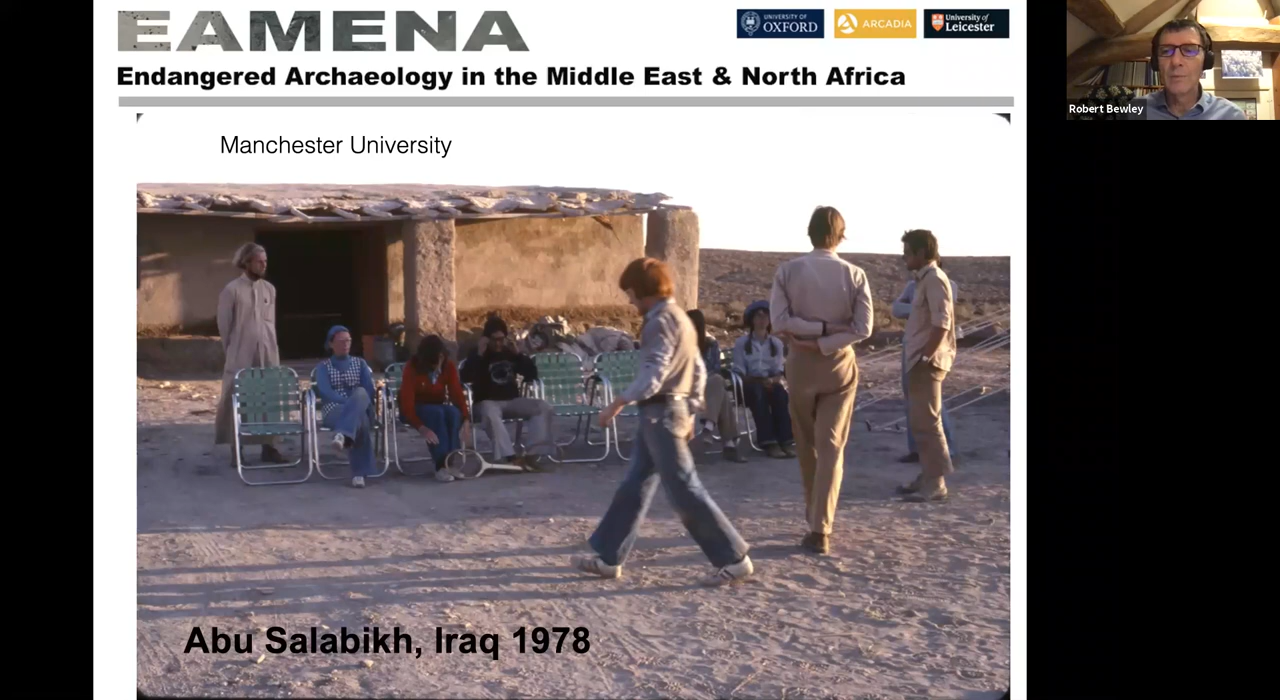 EAMENA
UNIVERSITY OF
OXFORD
ARCADIA
University of
Leicester
Endangered Archaeology in the Middle East & North Africa
Robert Bewley
Manchester University
Abu Salabikh, Iraq 1978